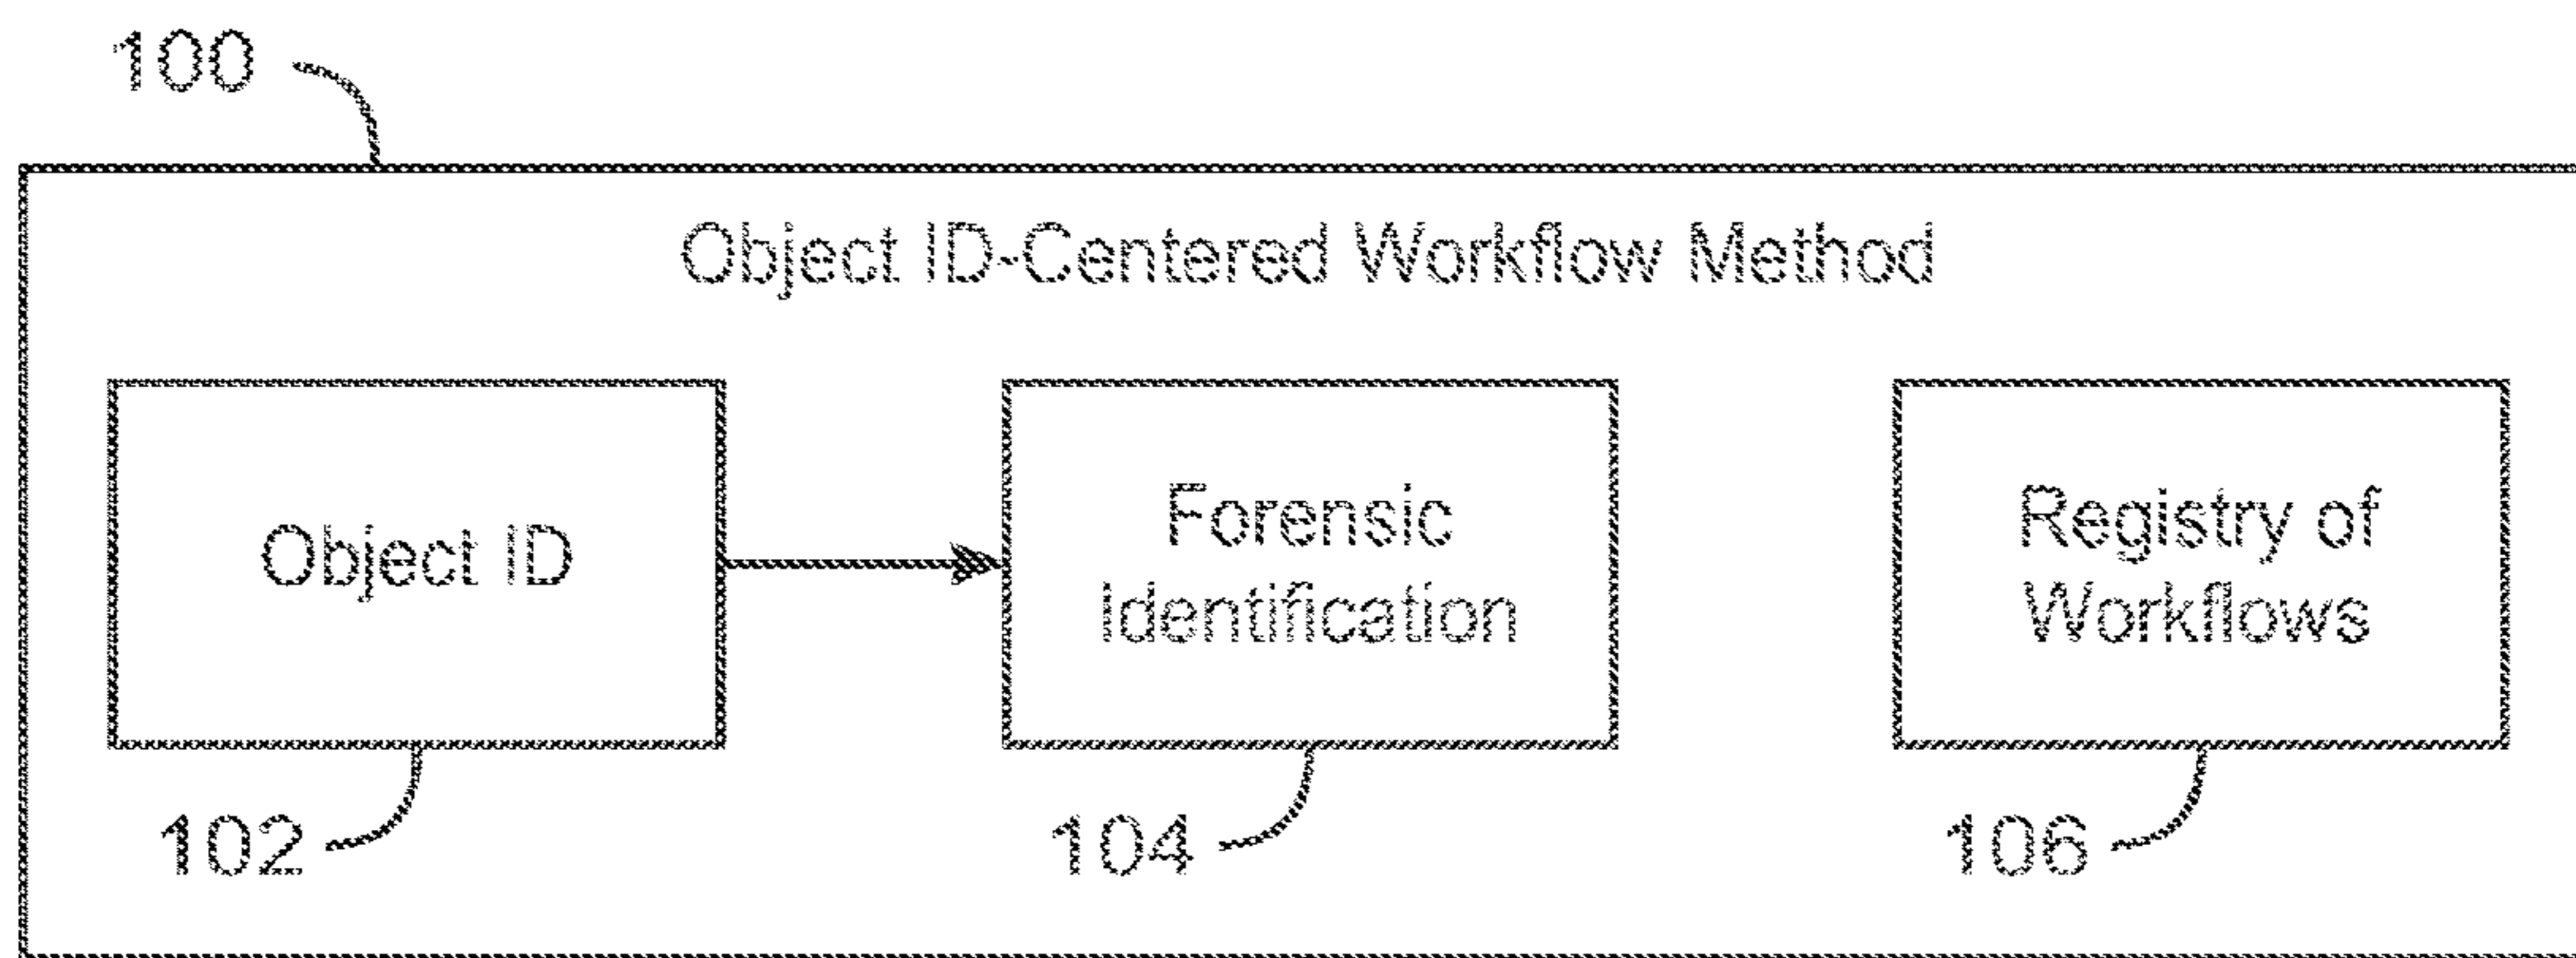 100
Object ID-Centered Workflow Method
Object ID
Forensic
Identification
Registry of
Workflows
102
104
106